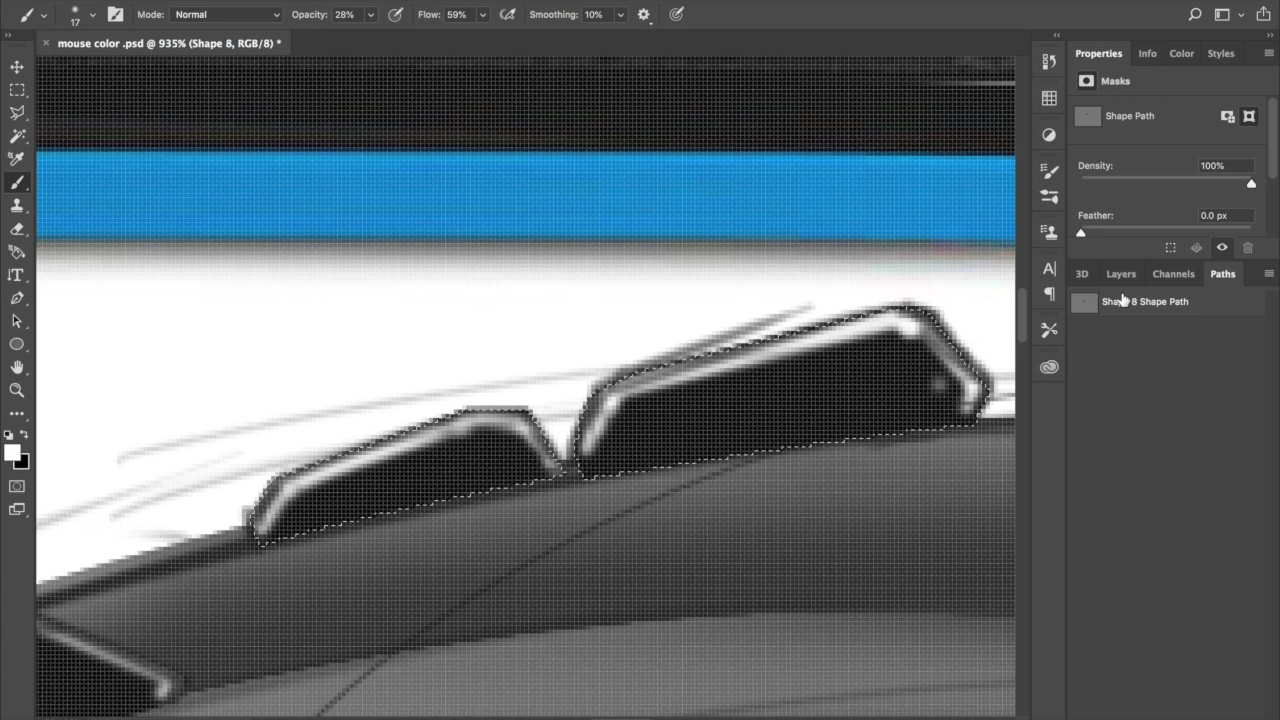 17
Mode: Normal
Opacity: 28%
Flow: 59%
Smoothing: 10%
mouse color .psd @ 935% (Shape 8, RGB/8) *
Properties Info Color Styles
Masks
Shape Path
Density: 100%
Feather: 0.0 px
3D Layers Channels Paths
Shape 8 Shape Path